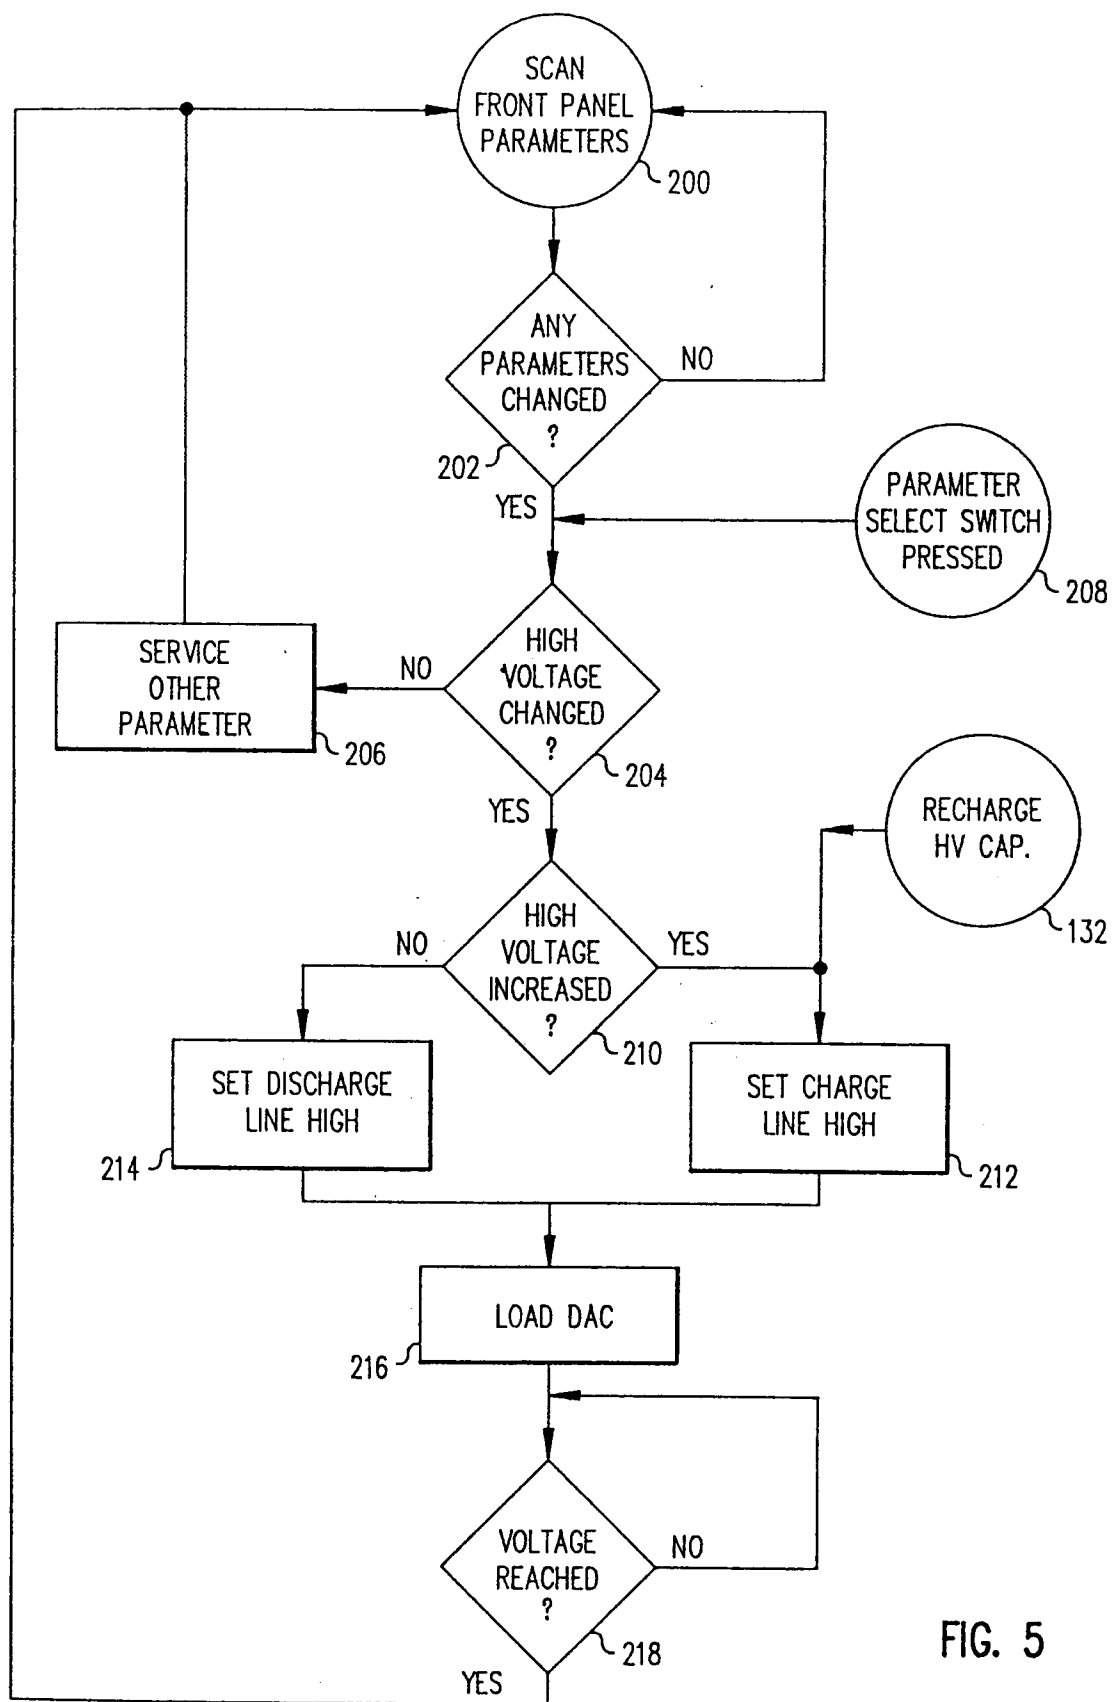 SCAN
FRONT PANEL
PARAMETERS
200
ANY
PARAMETERS
CHANGED
?
NO
202
YES
PARAMETER
SELECT SWITCH
PRESSED
208
SERVICE
OTHER
PARAMETER
206
NO
HIGH
VOLTAGE
CHANGED
?
204
YES
RECHARGE
HV CAP.
132
NO
HIGH
VOLTAGE
INCREASED
?
YES
210
SET DISCHARGE
LINE HIGH
214
SET CHARGE
LINE HIGH
212
LOAD DAC
216
VOLTAGE
REACHED
?
NO
218
YES
FIG. 5